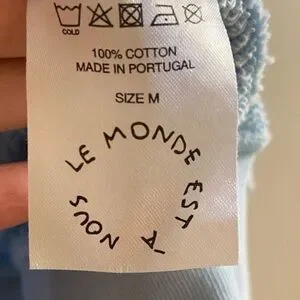 COLD
100% COTTON
MADE IN PORTUGAL
SIZE M
LE MONDE EST À NOUS